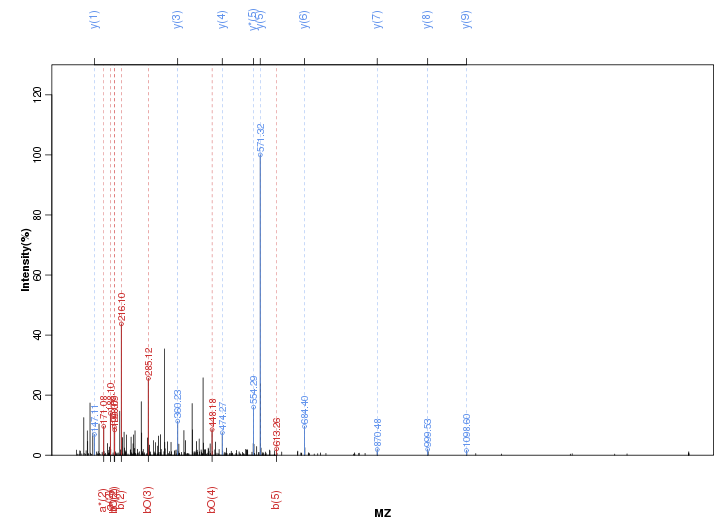 y(1)
y(3)
y(4)
y*(5)
y(5)
y(6)
y(7)
y(8)
y(9)
Intensity(%)
0
20
40
60
80
100
120
147.11
171.08
188.10
216.10
285.12
360.23
448.18
474.27
554.29
571.32
613.26
684.40
870.48
999.53
1098.60
a*(2)
b(2)
bO(3)
bO(4)
b(5)
MZ